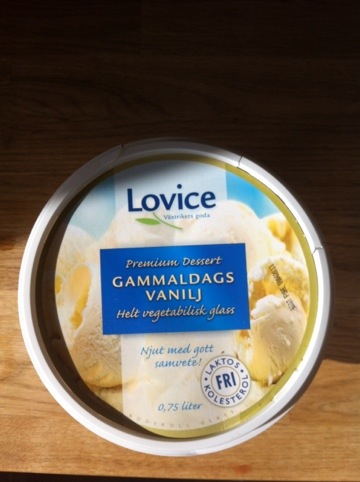 Lovice
Växtrikets goda
Premium Dessert
GAMMALDAGS
VANILJ
Helt vegetabilisk glass
Njut med gott
samvete!
LAKTOS
FRI
KOLESTEROL
0,75 liter